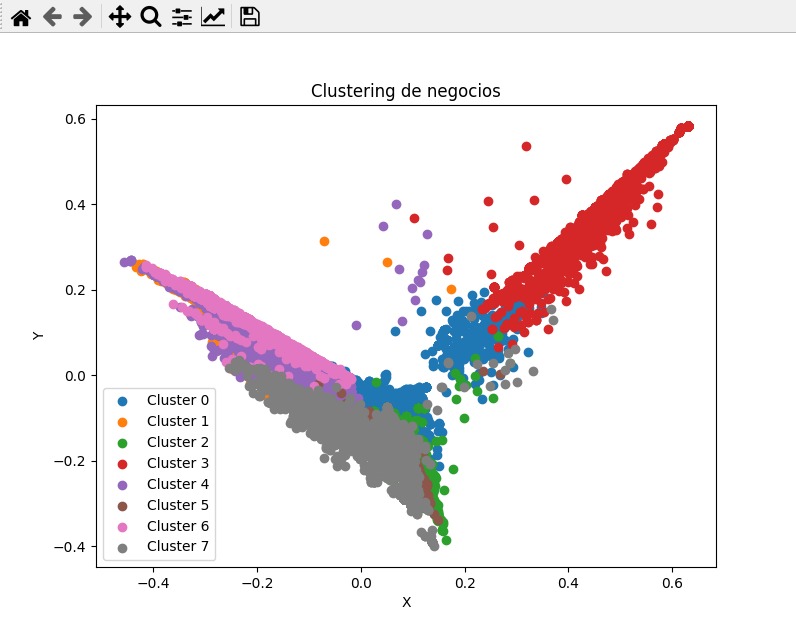 Clustering de negocios
0.6
0.4
0.2
0.0
−0.2
−0.4
Y
Cluster 0
Cluster 1
Cluster 2
Cluster 3
Cluster 4
Cluster 5
Cluster 6
Cluster 7
−0.4 −0.2 0.0 0.2 0.4 0.6
X